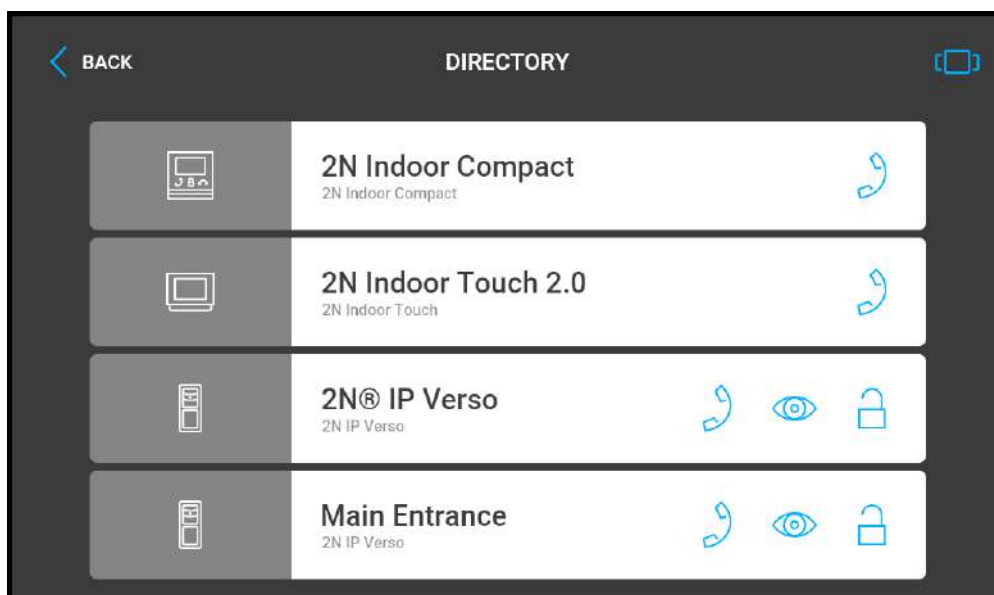 BACK
DIRECTORY
2N Indoor Compact
2N Indoor Compact
2N Indoor Touch 2.0
2N Indoor Touch
2N® IP Verso
2N IP Verso
Main Entrance
2N IP Verso